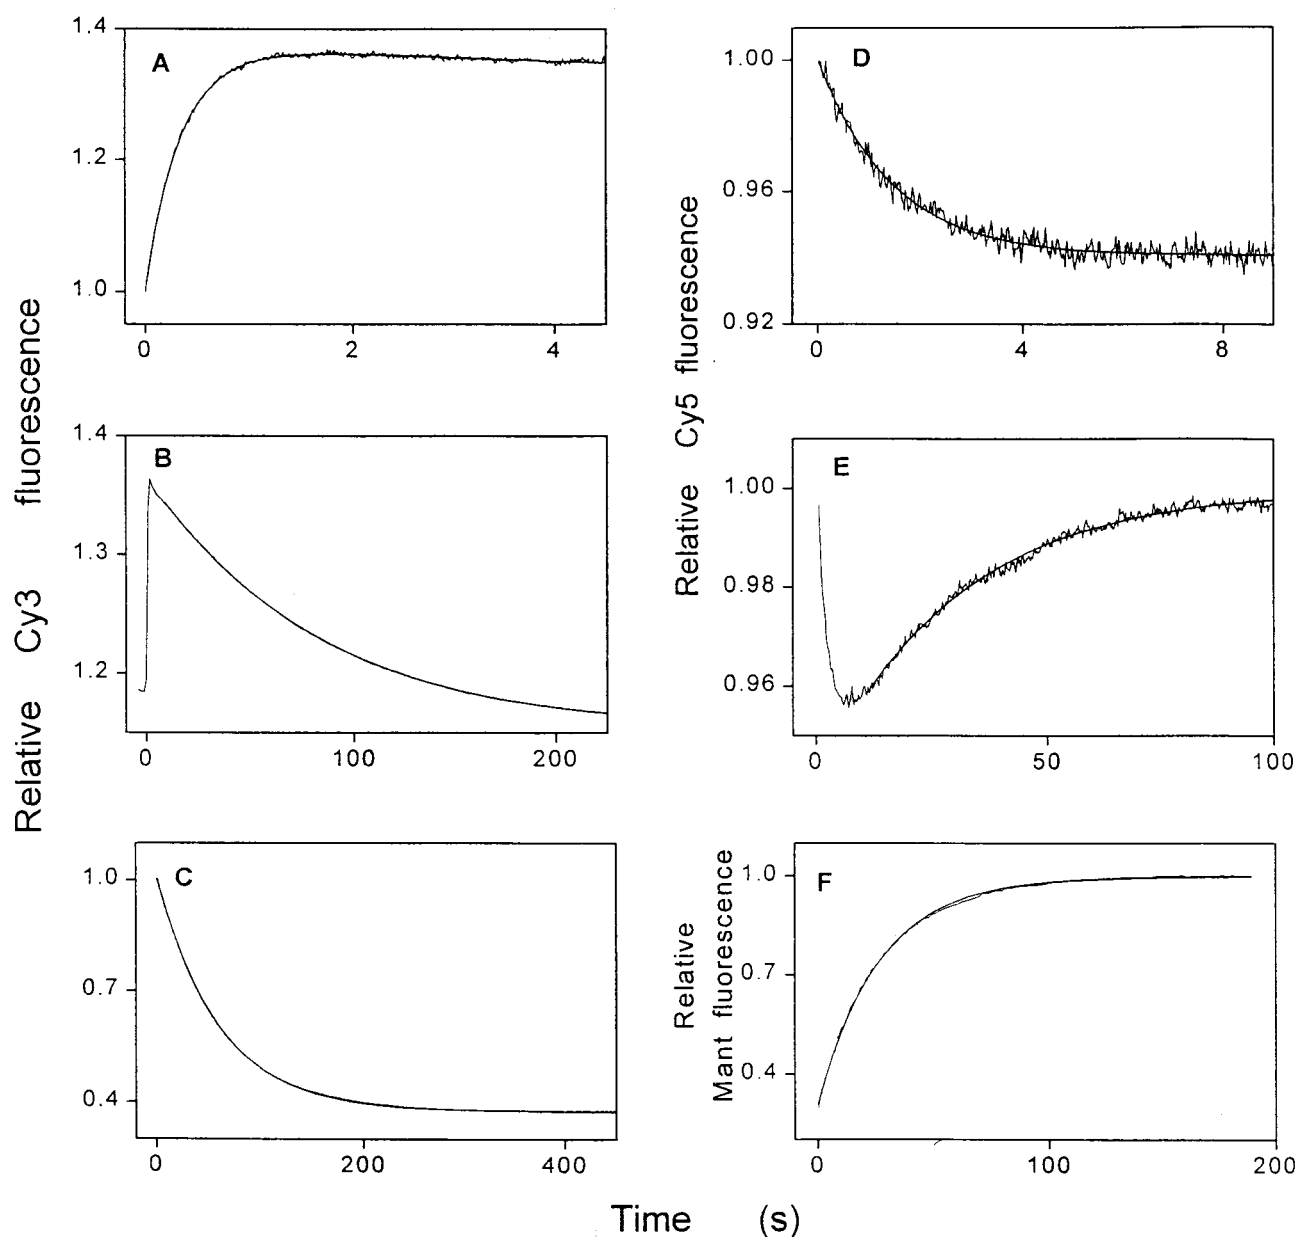 Relative Cy3 fluorescence
1.4
1.2
1.0
A
0 2 4
1.4
1.3
1.2
B
0 100 200
1.0
0.7
0.4
C
0 200 400
Relative Cy5 fluorescence
1.00
0.96
0.92
D
0 4 8
1.00
0.98
0.96
E
0 50 100
Relative
Mant fluorescence
1.0
0.7
0.4
F
0 100 200
Time (s)